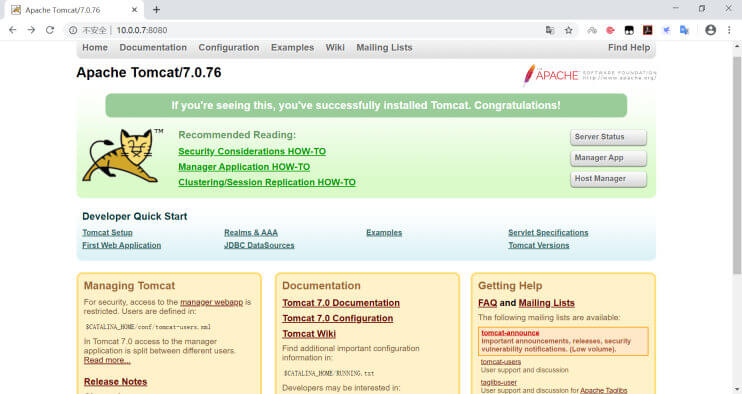 Apache Tomcat/7.0.76
不安全 | 10.0.0.7:8080
Home Documentation Configuration Examples Wiki Mailing Lists Find Help
Apache Tomcat/7.0.76
THE
APACHE SOFTWARE FOUNDATION
http://www.apache.org/
If you're seeing this, you've successfully installed Tomcat. Congratulations!
TM
Recommended Reading:
Security Considerations HOW-TO
Manager Application HOW-TO
Clustering/Session Replication HOW-TO
Server Status
Manager App
Host Manager
Developer Quick Start
Tomcat Setup
First Web Application
Realms & AAA
JDBC DataSources
Examples
Servlet Specifications
Tomcat Versions
Managing Tomcat
For security, access to the manager webapp is
restricted. Users are defined in:
$CATALINA_HOME/conf/tomcat-users.xml
In Tomcat 7.0 access to the manager
application is split between different users.
Read more...
Release Notes
Documentation
Tomcat 7.0 Documentation
Tomcat 7.0 Configuration
Tomcat Wiki
Find additional important configuration
information in:
$CATALINA_HOME/RUNNING.txt
Developers may be interested in:
Getting Help
FAQ and Mailing Lists
The following mailing lists are available:
tomcat-announce
Important announcements, releases, security
vulnerability notifications. (Low volume).
tomcat-users
User support and discussion
taglibs-user
User support and discussion for Apache Taglibs